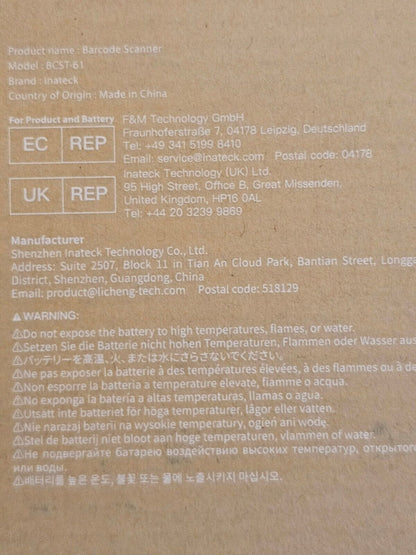 Product name : Barcode Scanner
Model : BCST-61
Brand : Inateck
Country of Origin : Made in China
For Product and Battery
EC REP
F&M Technology GmbH
Fraunhoferstraße 7, 04178 Leipzig, Deutschland
Tel: +49 341 5199 8410
Email: service@inateck.com Postal code: 04178
UK REP
Inateck Technology (UK) Ltd.
95 High Street, Office B, Great Missenden,
United Kingdom, HP16 0AL
Tel: +44 20 3239 9869
Manufacturer
Shenzhen Inateck Technology Co., Ltd.
Address: Suite 2507, Block 11 in Tian An Cloud Park, Bantian Street, Longga
District, Shenzhen, Guangdong, China
Email: product@licheng-tech.com Postal code: 518129
⚠WARNING:
⚠Do not expose the battery to high temperatures, flames, or water.
⚠Setzen Sie die Batterie nicht hohen Temperaturen, Flammen oder Wasser aus
⚠バッテリーを高温、火、または水にさらさないでください。
⚠Ne pas exposer la batterie à des températures élevées, à des flammes ou à de
⚠Non esporre la batteria a temperature elevate, fiamme o acqua.
⚠No exponga la batería a altas temperaturas, llamas o agua.
⚠Utsätt inte batteriet för höga temperaturer, lågor eller vatten.
⚠Nie narażaj baterii na wysokie temperatury, ogień ani wodę.
⚠Stel de batterij niet bloot aan hoge temperaturen, vlammen of water.
⚠Не подвергайте батарею воздействию высоких температур, открытого
или воды.
⚠배터리를 높은 온도, 불꽃 또는 물에 노출시키지 마십시오.